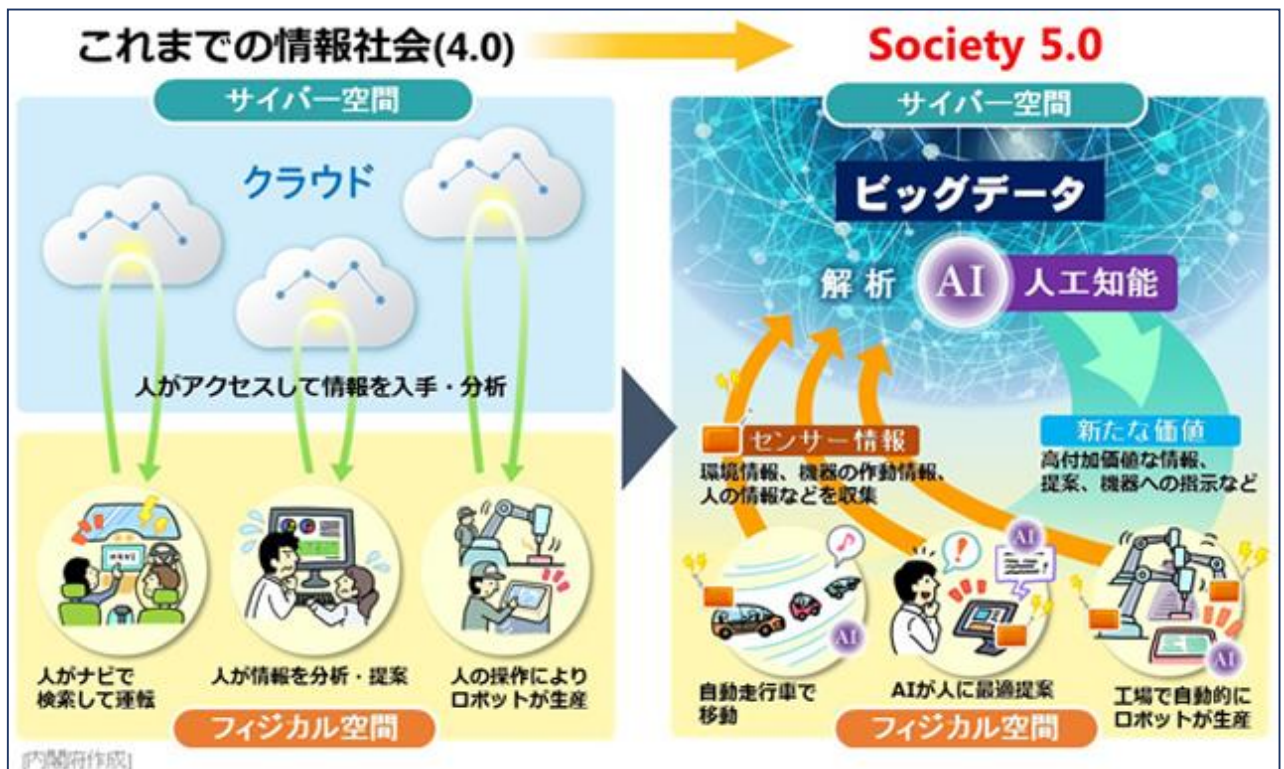 これまでの情報社会(4.0)
Society 5.0
サイバー空間
クラウド
人がアクセスして情報を入手・分析
人がナビで
検索して運転
人が情報を分析・提案
人の操作により
ロボットが生産
フィジカル空間
サイバー空間
ビッグデータ
解析 AI 人工知能
センサー情報
環境情報、機器の作動情報、
人の情報などを収集
新たな価値
高付加価値な情報、
提案、機器への指示など
AI
AI
AI
自動走行車で
移動
AIが人に最適提案
工場で自動的に
ロボットが生産
フィジカル空間
[内閣府作成]